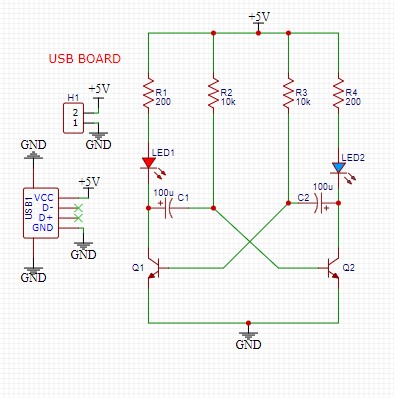 +5V
USB BOARD
H1
+5V
2
1
GND
GND
+5V
USB1
VCC
D-
D+
GND
GND
GND
R1
200
R2
10k
R3
10k
R4
200
LED1
LED2
100u
C1
C2
100u
Q1
Q2
GND